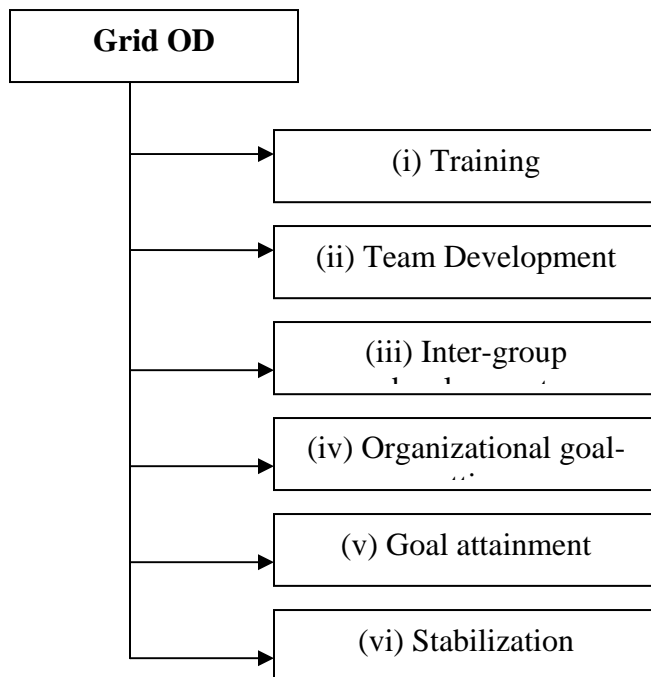 Grid OD
(i) Training
(ii) Team Development
(iii) Inter-group
(iv) Organizational goal-
(v) Goal attainment
(vi) Stabilization